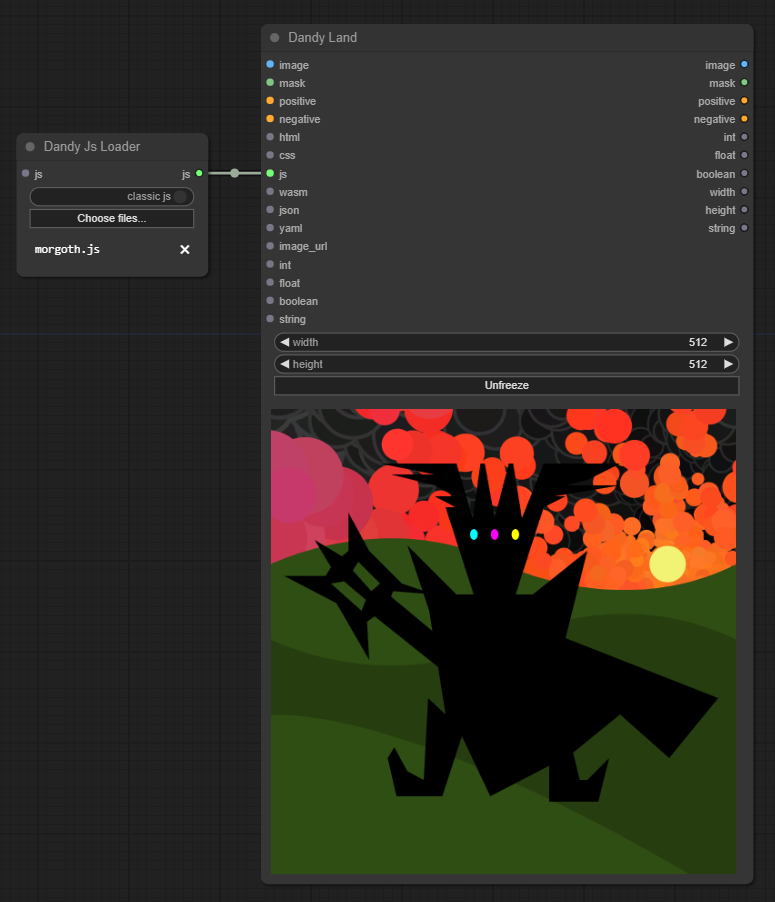 Dandy Js Loader
js
js
classic js
Choose files...
morgoth.js ×
Dandy Land
image
image
mask
mask
positive
positive
negative
negative
html
int
css
float
js
boolean
wasm
width
json
height
yaml
string
image_url
int
float
boolean
string
width 512
height 512
Unfreeze